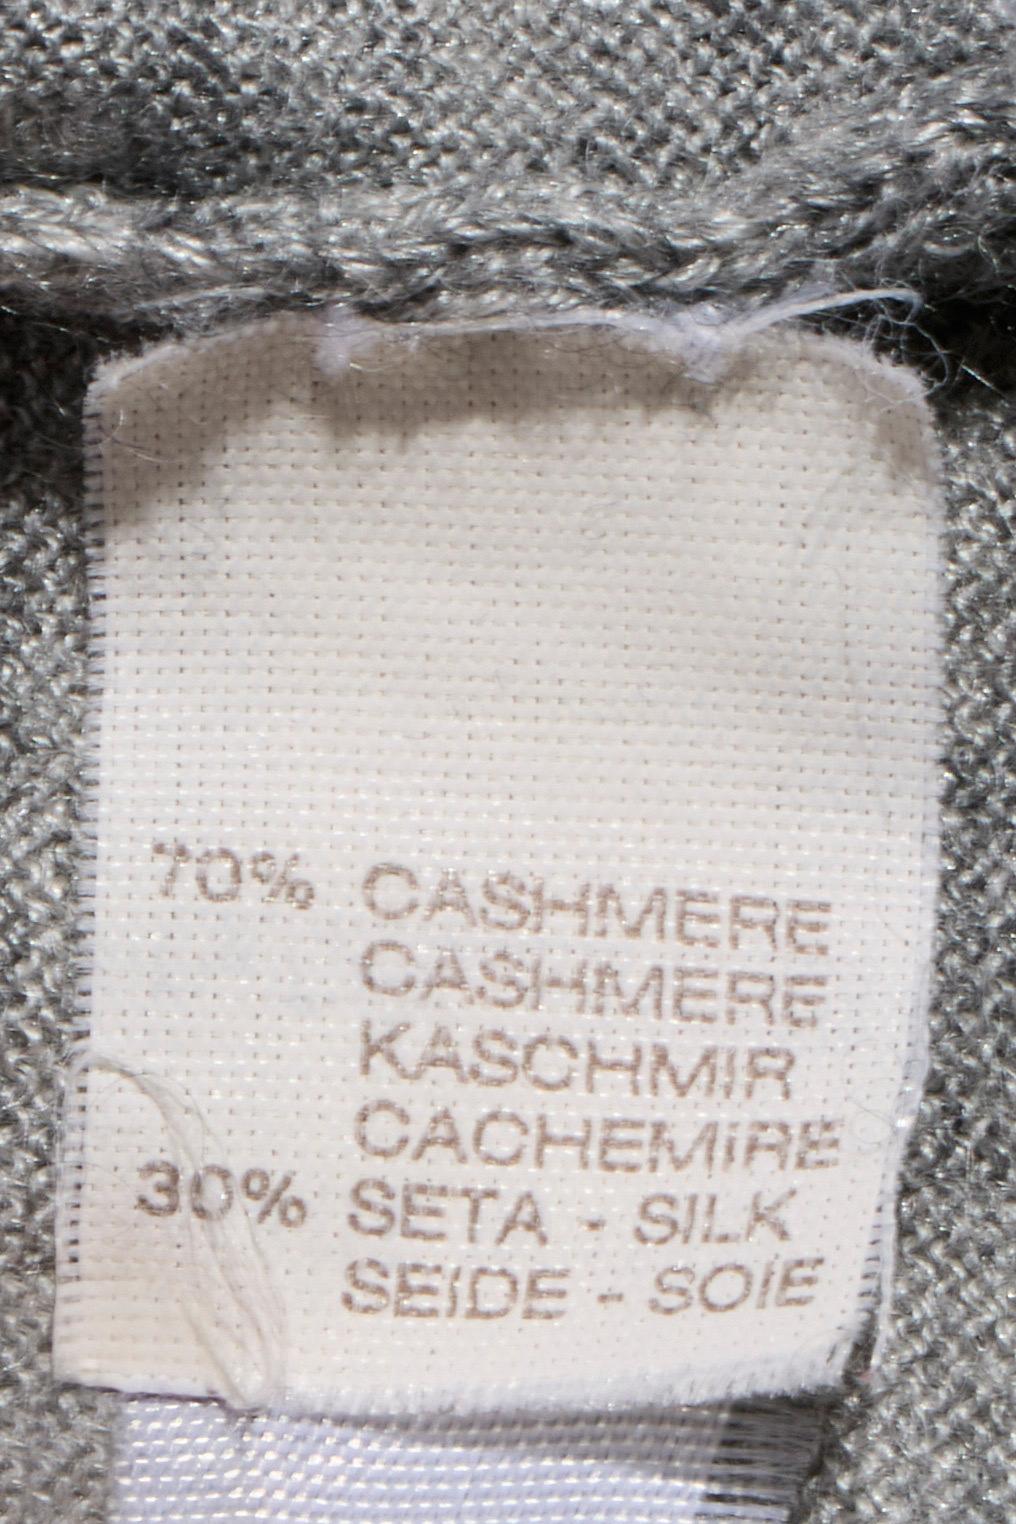 70% CASHMERE
CASHMERE
KASCHMIR
CACHEMIRE
30% SETA - SILK
SEIDE - SOIE